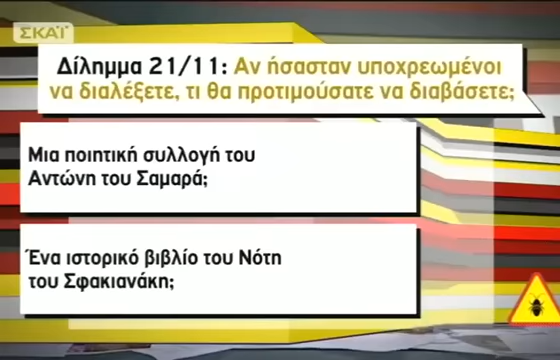 ΣΚΑΪ
Δίλημμα 21/11: Αν ήσασταν υποχρεωμένοι
να διαλέξετε, τι θα προτιμούσατε να διαβάσετε;
Μια ποιητική συλλογή του
Αντώνη του Σαμαρά;
Ένα ιστορικό βιβλίο του Νότη
του Σφακιανάκη;